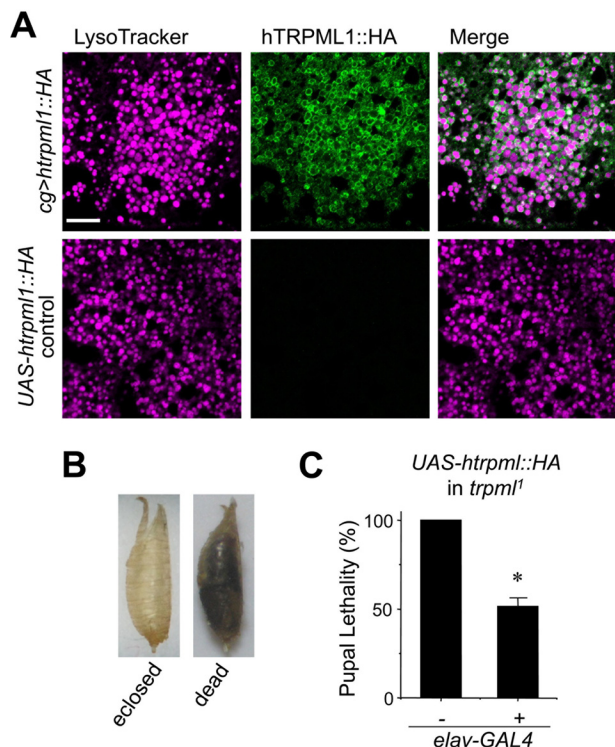 A
LysoTracker hTRPML1::HA Merge
cg>htrpml1::HA
UAS-htrpml1::HA
control
B
eclosed
dead
C
UAS-htrpml::HA
in trpml¹
Pupal Lethality (%)
100
50
0
*
- +
elav-GAL4